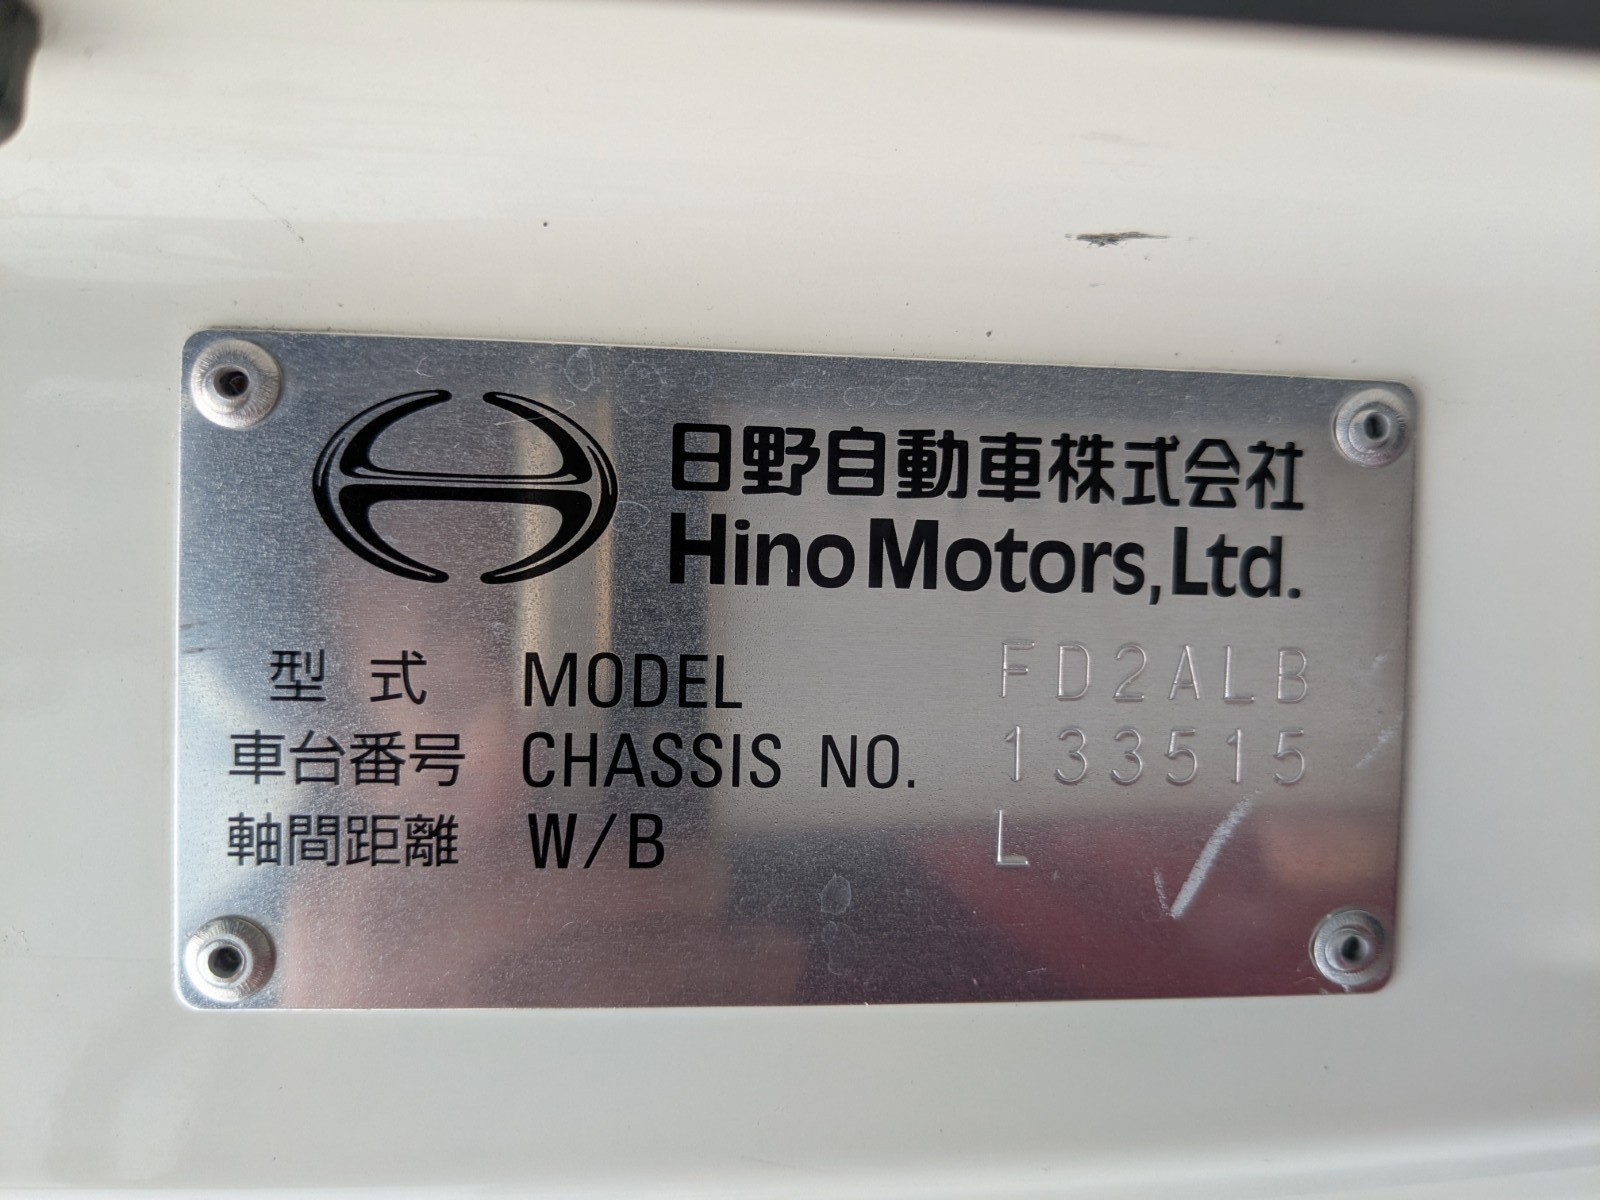 日野自動車株式会社
Hino Motors, Ltd.
型式 MODEL FD2ALB
車台番号 CHASSIS NO. 133515
軸間距離 W/B L